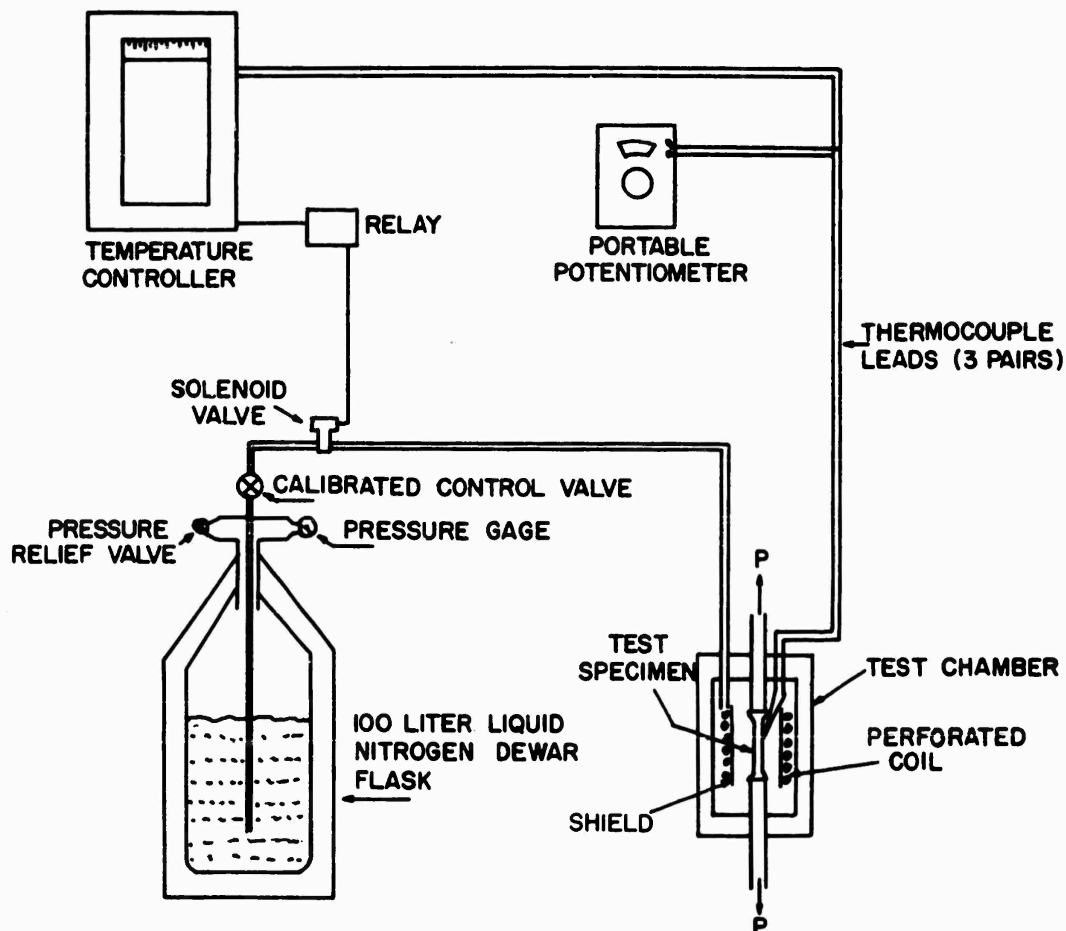 TEMPERATURE
CONTROLLER
RELAY
PORTABLE
POTENTIOMETER
THERMOCOUPLE
LEADS (3 PAIRS)
SOLENOID
VALVE
CALIBRATED CONTROL VALVE
PRESSURE
RELIEF VALVE
PRESSURE GAGE
P
TEST
SPECIMEN
TEST CHAMBER
100 LITER LIQUID
NITROGEN DEWAR
FLASK
PERFORATED
COIL
SHIELD
P